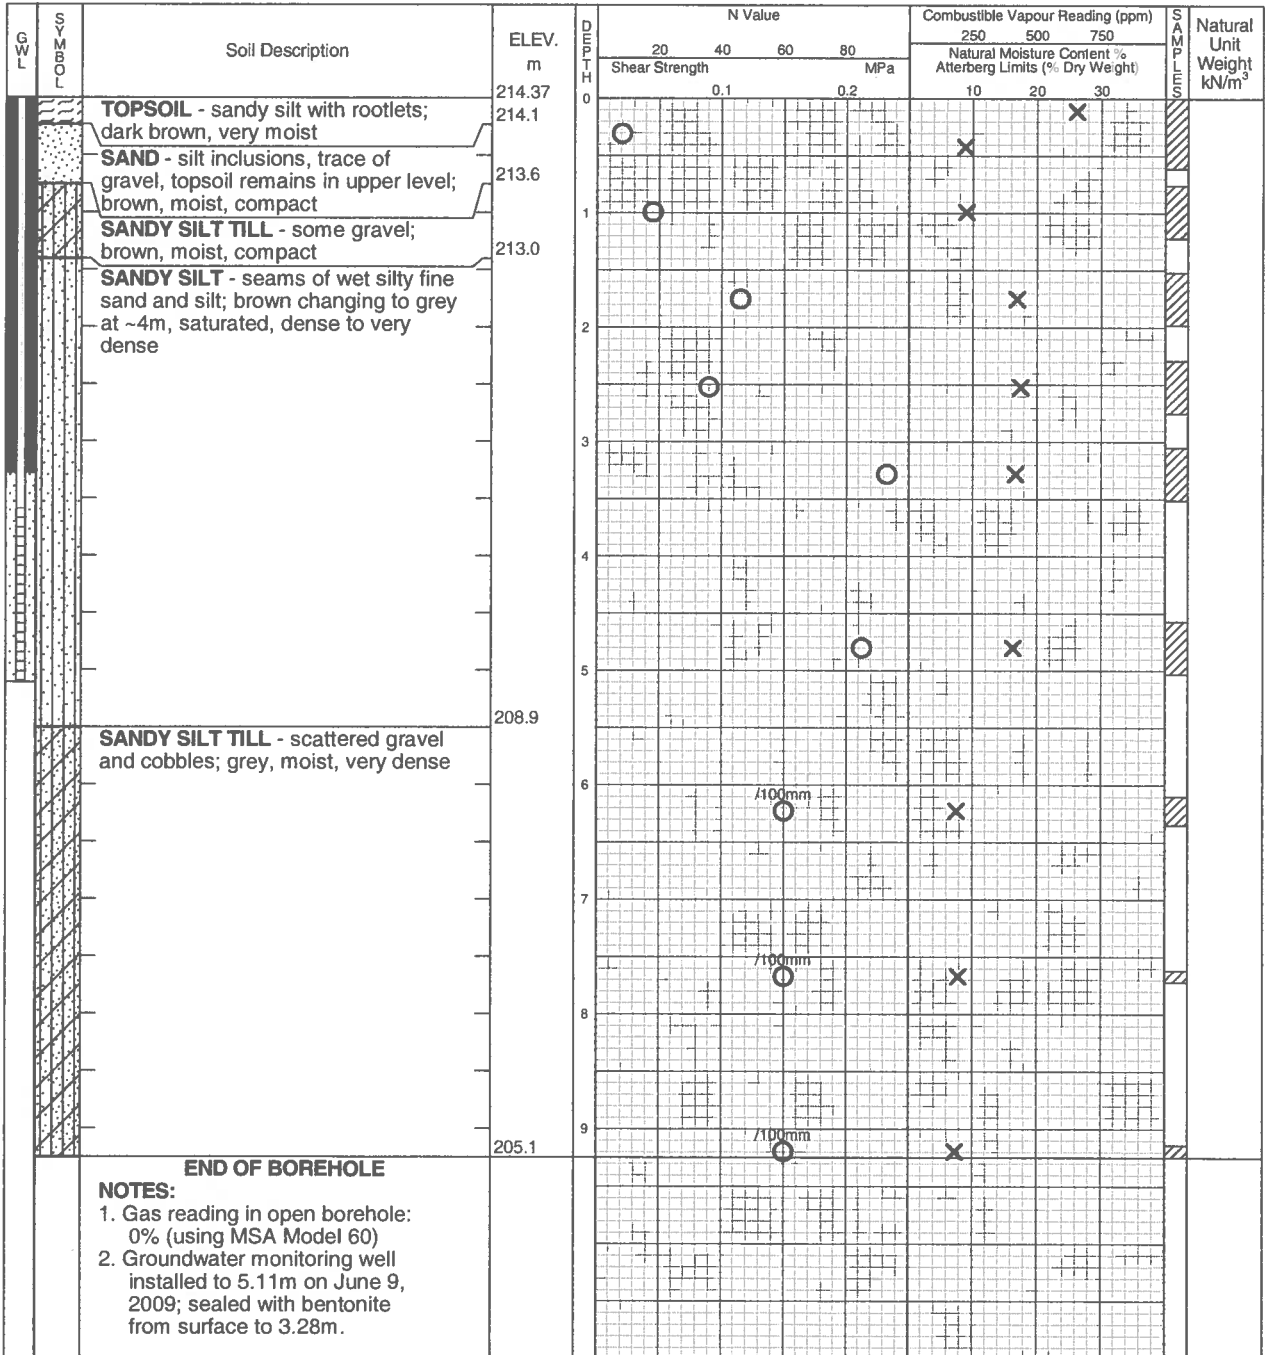 GWL
SYMBOL
Soil Description
ELEV.
m
DEPTH
N Value
20 40 60 80
Shear Strength MPa
0.1 0.2
Combustible Vapour Reading (ppm)
250 500 750
Natural Moisture Content %
Atterberg Limits (% Dry Weight)
10 20 30
SAMPLES
Natural
Unit
Weight
kN/m³
214.37
0
TOPSOIL - sandy silt with rootlets;
dark brown, very moist
214.1
SAND - silt inclusions, trace of
gravel, topsoil remains in upper level;
brown, moist, compact
213.6
1
SANDY SILT TILL - some gravel;
brown, moist, compact
213.0
SANDY SILT - seams of wet silty fine
sand and silt; brown changing to grey
at ~4m, saturated, dense to very
dense
2
3
4
5
208.9
SANDY SILT TILL - scattered gravel
and cobbles; grey, moist, very dense
6
/100mm
7
/100mm
8
9
/100mm
205.1
END OF BOREHOLE
NOTES:
1. Gas reading in open borehole:
0% (using MSA Model 60)
2. Groundwater monitoring well
installed to 5.11m on June 9,
2009; sealed with bentonite
from surface to 3.28m.